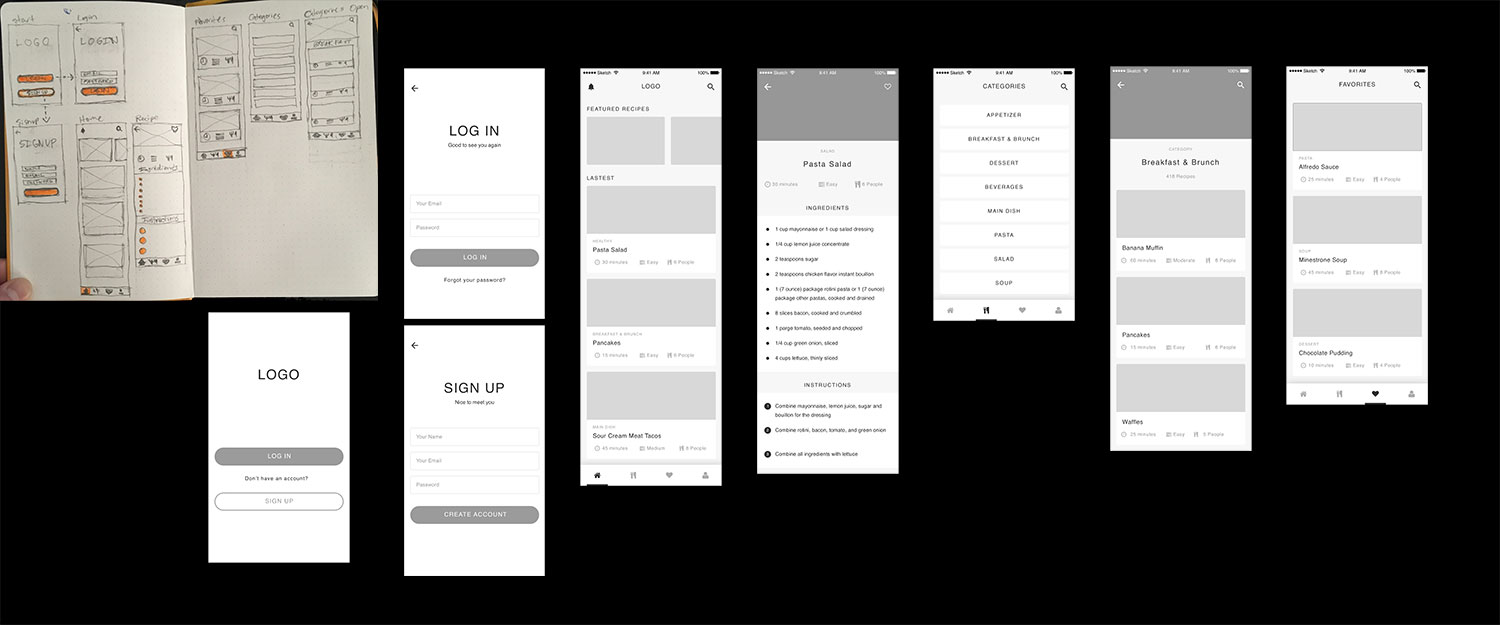 Start
Login
LOGO
LOGIN
Signup
Home
Recipe
SIGNUP
Ingredients
Instructions
Favorites
Categories
Categories Open
BREAKFAST
LOGO
LOG IN
Don't have an account?
SIGN UP
LOG IN
Good to see you again
Your Email
Password
LOG IN
Forgot your password?
SIGN UP
Nice to meet you
Your Name
Your Email
Password
CREATE ACCOUNT
Sketch 9:41 AM 100%
LOGO
FEATURED RECIPES
LASTEST
HEALTHY
Pasta Salad
30 minutes Easy 6 People
BREAKFAST & BRUNCH
Pancakes
15 minutes Easy 6 People
MAIN DISH
Sour Cream Meat Tacos
45 minutes Medium 8 People
Sketch 9:41 AM 100%
SALAD
Pasta Salad
30 minutes Easy 6 People
INGREDIENTS
1 cup mayonnaise or 1 cup salad dressing
1/4 cup lemon juice concentrate
2 teaspoons sugar
2 teaspoons chicken flavor instant bouillon
1 (7 ounce) package rotini pasta or 1 (7 ounce)
package other pastas, cooked and drained
8 slices bacon, cooked and crumbled
1 parge tomato, seeded and chopped
1/4 cup green onion, sliced
4 cups lettuce, thinly sliced
INSTRUCTIONS
1 Combine mayonnaise, lemon juice, sugar and
bouillon for the dressing
2 Combine rotini, bacon, tomato, and green onion
3 Combine all ingredients with lettuce
Sketch 9:41 AM 100%
CATEGORIES
APPETIZER
BREAKFAST & BRUNCH
DESSERT
BEVERAGES
MAIN DISH
PASTA
SALAD
SOUP
Sketch 9:41 AM 100%
CATEGORY
Breakfast & Brunch
418 Recipes
Banana Muffin
65 minutes Moderate 8 People
Pancakes
15 minutes Easy 6 People
Waffles
25 minutes Easy 5 People
Sketch 9:41 AM 100%
FAVORITES
PASTA
Alfredo Sauce
25 minutes Easy 4 People
SOUP
Minestrone Soup
45 minutes Easy 8 People
DESSERT
Chocolate Pudding
10 minutes Easy 4 People